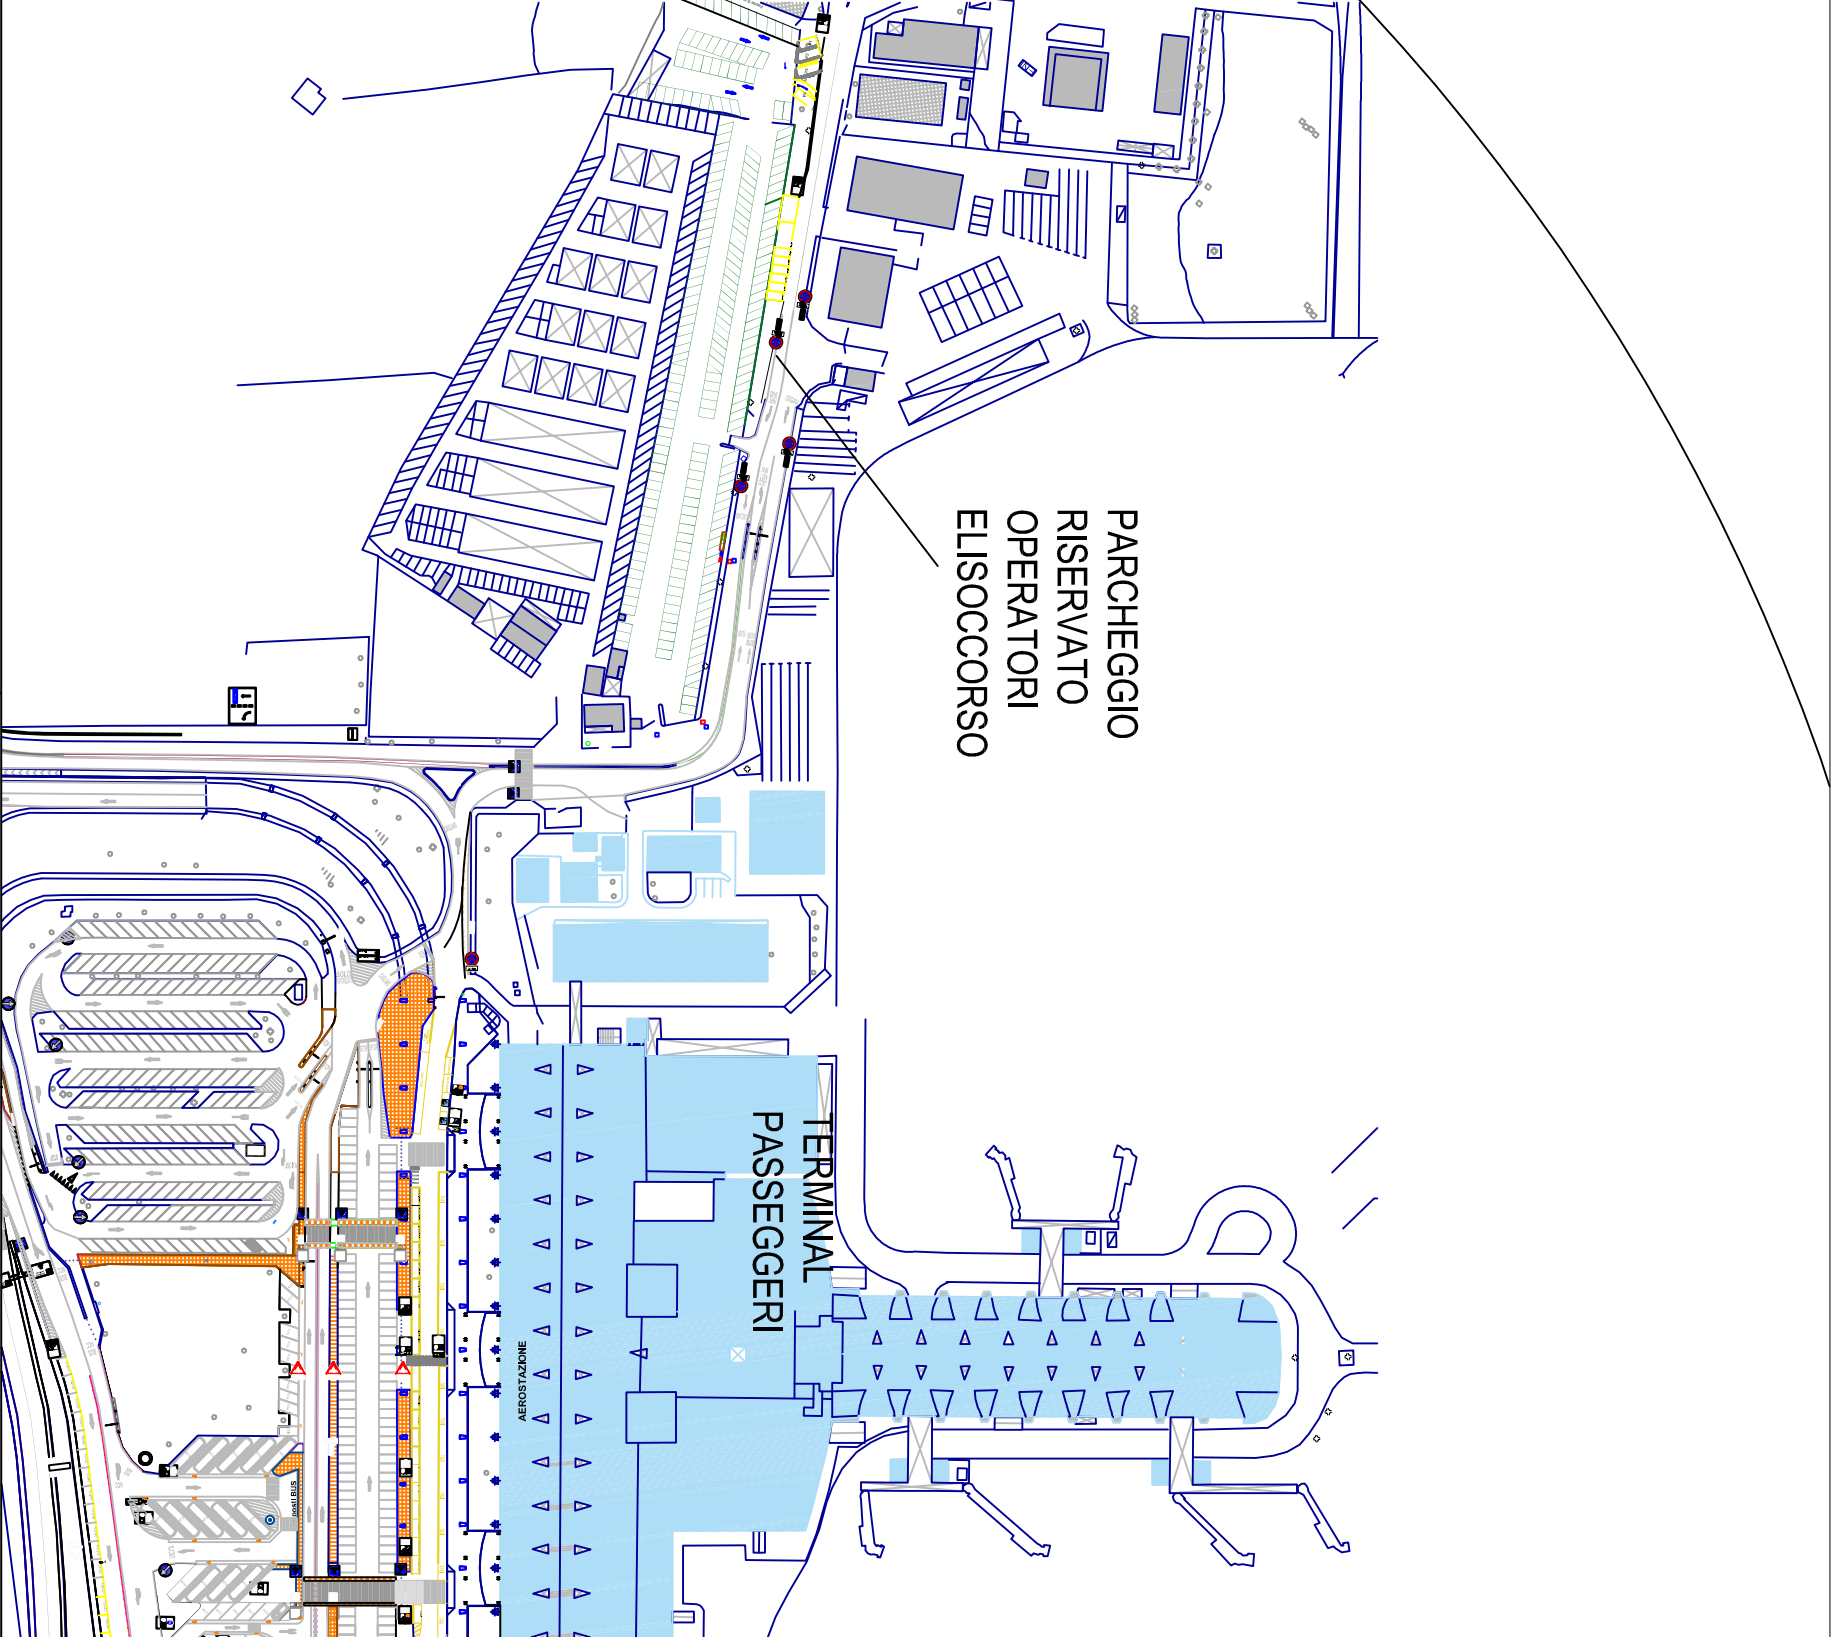 PARCHEGGIO
RISERVATO
OPERATORI
ELISOCCORSO
TERMINAL
PASSEGGERI
AEROSTAZIONE